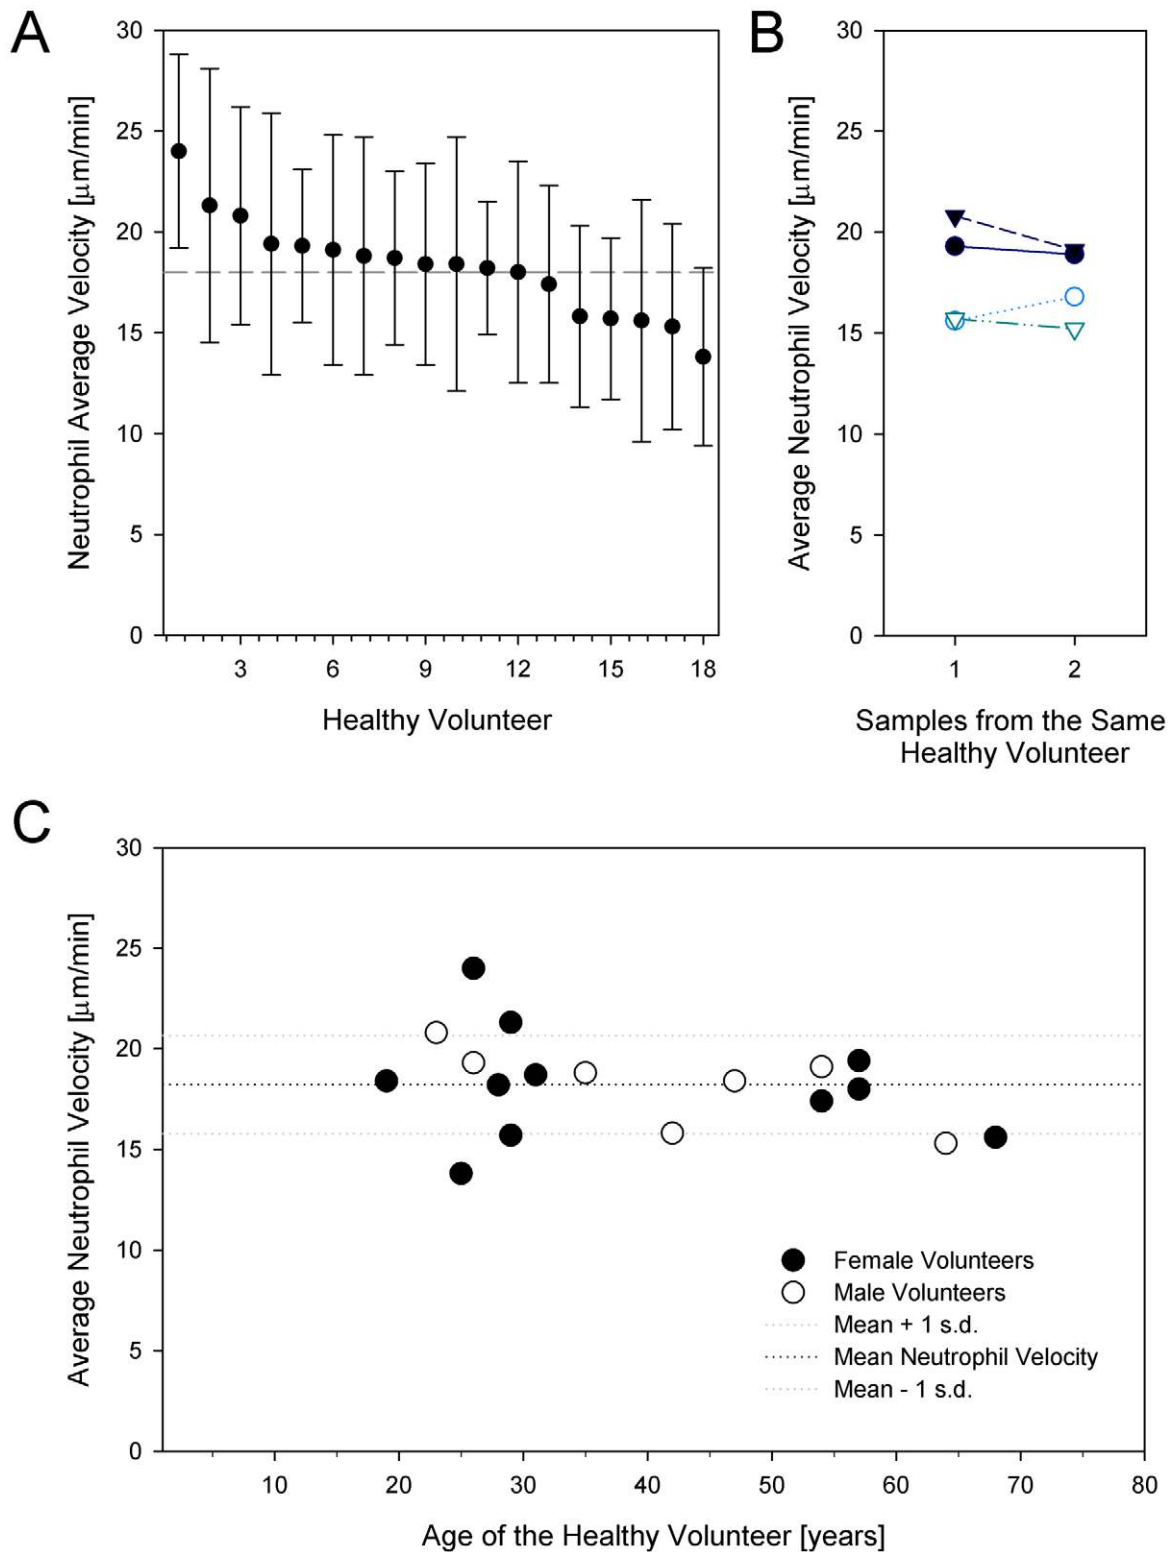 A
Neutrophil Average Velocity [μm/min]
30
25
20
15
10
5
0
3 6 9 12 15 18
Healthy Volunteer
B
Average Neutrophil Velocity [μm/min]
30
25
20
15
10
5
0
1 2
Samples from the Same
Healthy Volunteer
C
Average Neutrophil Velocity [μm/min]
30
25
20
15
10
5
0
Female Volunteers
Male Volunteers
Mean + 1 s.d.
Mean Neutrophil Velocity
Mean - 1 s.d.
10 20 30 40 50 60 70 80
Age of the Healthy Volunteer [years]